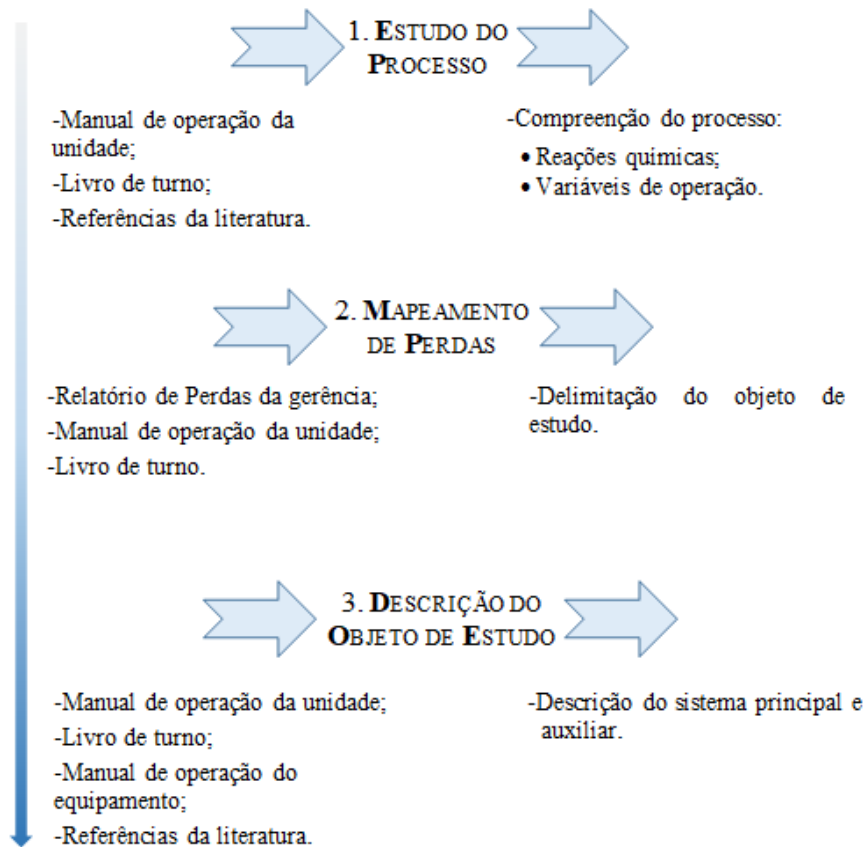 1. ESTUDO DO
PROCESSO
-Manual de operação da
unidade;
-Livro de turno;
-Referências da literatura.
-Compreenção do processo:
• Reações químicas;
• Variáveis de operação.
2. MAPEAMENTO
DE PERDAS
-Relatório de Perdas da gerência;
-Manual de operação da unidade;
-Livro de turno.
-Delimitação do objeto de
estudo.
3. DESCRIÇÃO DO
OBJETO DE ESTUDO
-Manual de operação da unidade;
-Livro de turno;
-Manual de operação do
equipamento;
-Referências da literatura.
-Descrição do sistema principal e
auxiliar.